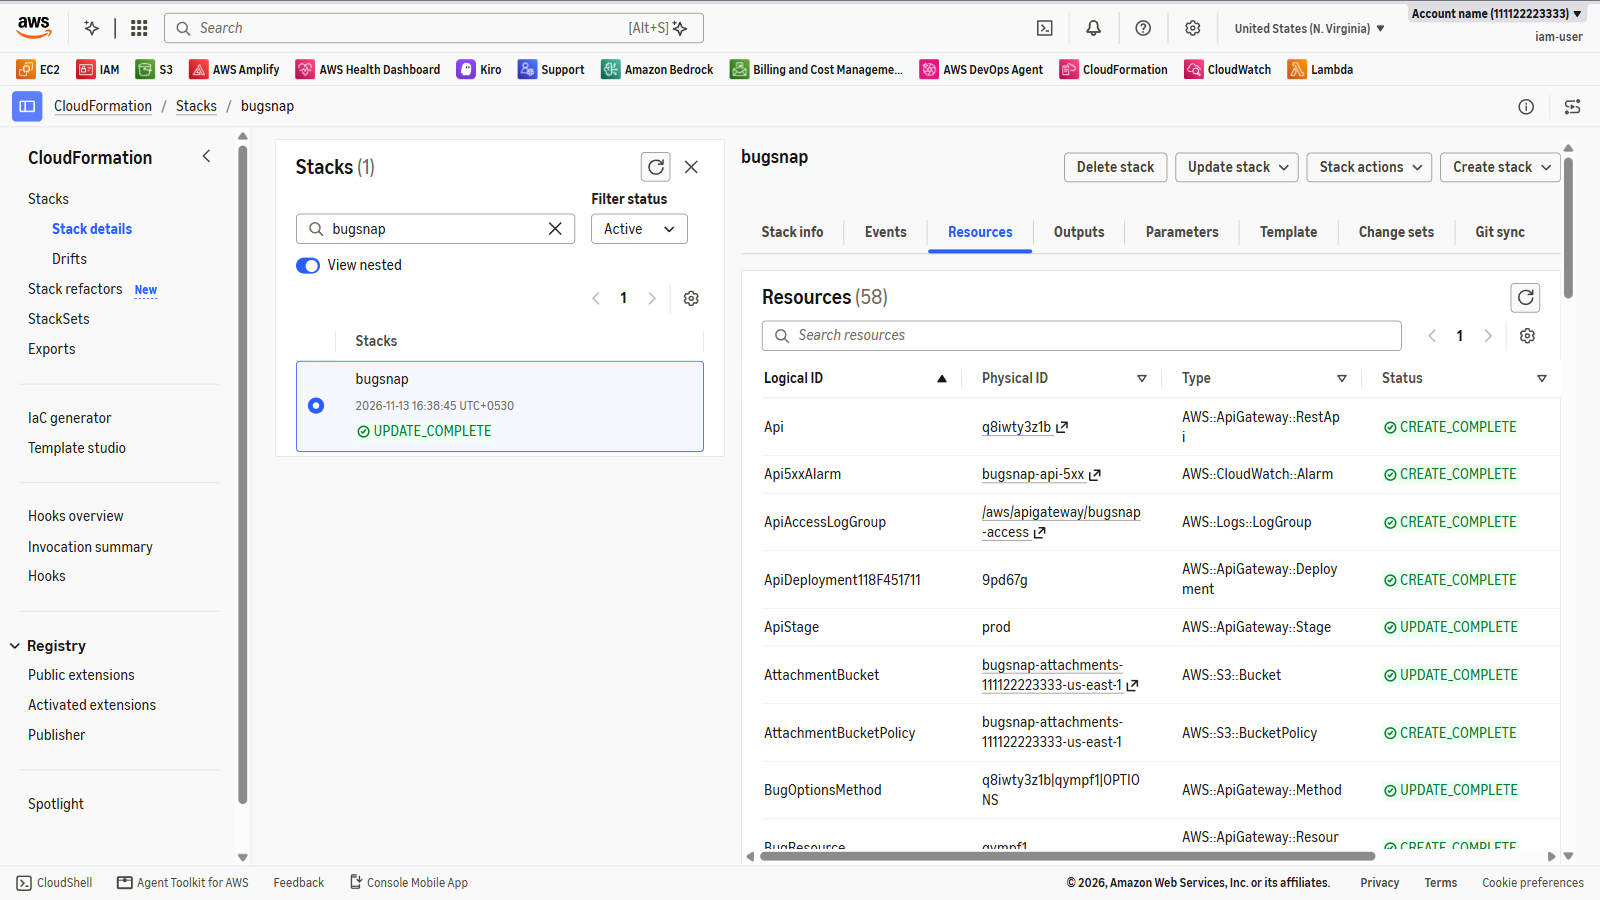 aws
Search
[Alt+S]
United States (N. Virginia)
Account name (111122223333)
iam-user
EC2
IAM
S3
AWS Amplify
AWS Health Dashboard
Kiro
Support
Amazon Bedrock
Billing and Cost Manageme...
AWS DevOps Agent
CloudFormation
CloudWatch
Lambda
CloudFormation / Stacks / bugsnap
CloudFormation
Stacks
Stack details
Drifts
Stack refactors New
StackSets
Exports
IaC generator
Template studio
Hooks overview
Invocation summary
Hooks
Registry
Public extensions
Activated extensions
Publisher
Spotlight
Stacks (1)
Filter status
bugsnap
Active
View nested
1
Stacks
bugsnap
2026-11-13 16:38:45 UTC+0530
UPDATE_COMPLETE
bugsnap
Delete stack
Update stack
Stack actions
Create stack
Stack info
Events
Resources
Outputs
Parameters
Template
Change sets
Git sync
Resources (58)
Search resources
1
Logical ID
Physical ID
Type
Status
Api
q8iwty3z1b
AWS::ApiGateway::RestAp
i
CREATE_COMPLETE
Api5xxAlarm
bugsnap-api-5xx
AWS::CloudWatch::Alarm
CREATE_COMPLETE
ApiAccessLogGroup
/aws/apigateway/bugsnap
-access
AWS::Logs::LogGroup
CREATE_COMPLETE
ApiDeployment118F451711
9pd67g
AWS::ApiGateway::Deploy
ment
CREATE_COMPLETE
ApiStage
prod
AWS::ApiGateway::Stage
UPDATE_COMPLETE
AttachmentBucket
bugsnap-attachments-
111122223333-us-east-1
AWS::S3::Bucket
UPDATE_COMPLETE
AttachmentBucketPolicy
bugsnap-attachments-
111122223333-us-east-1
AWS::S3::BucketPolicy
CREATE_COMPLETE
BugOptionsMethod
q8iwty3z1b|qympf1|OPTIO
NS
AWS::ApiGateway::Method
UPDATE_COMPLETE
BugResource
qympf1
AWS::ApiGateway::Resour
CREATE_COMPLETE
CloudShell
Agent Toolkit for AWS
Feedback
Console Mobile App
© 2026, Amazon Web Services, Inc. or its affiliates.
Privacy
Terms
Cookie preferences